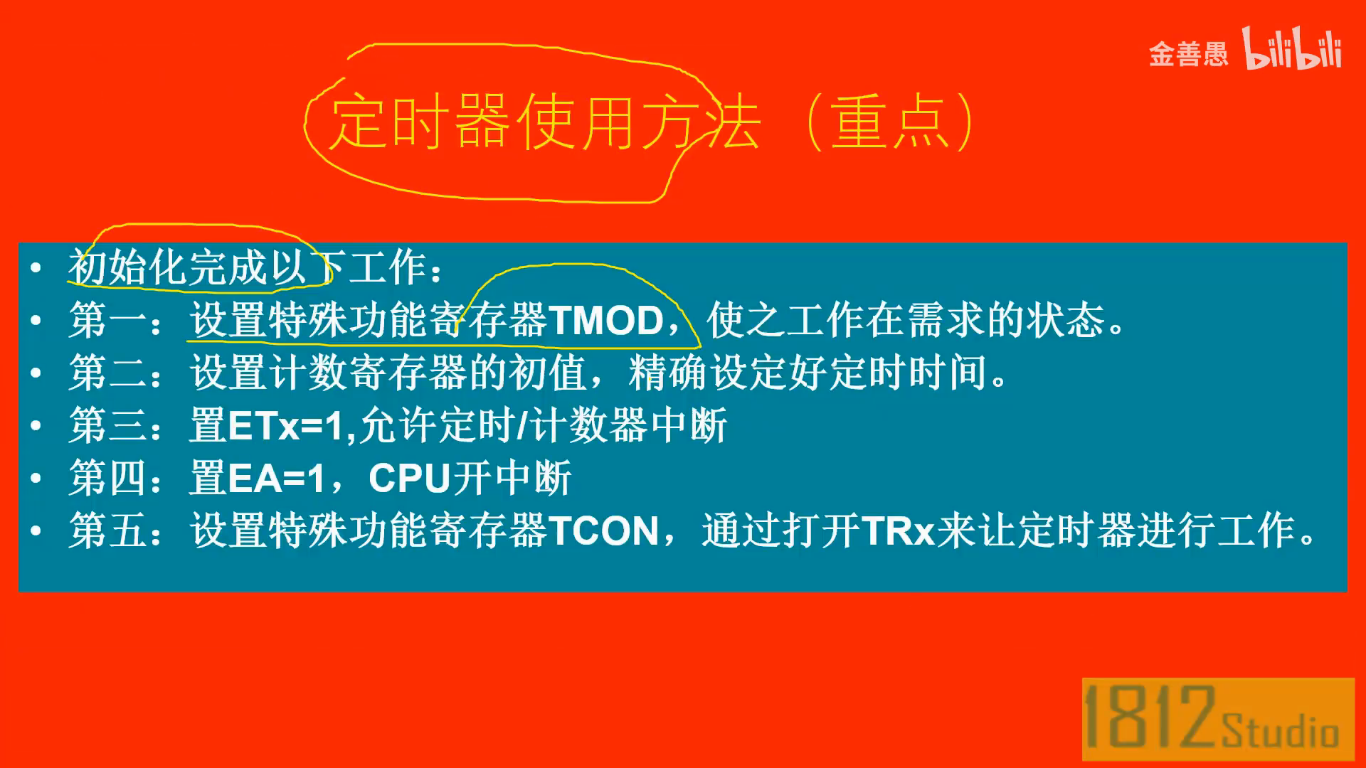 金善愚 bilibili
定时器使用方法（重点）
• 初始化完成以下工作：
• 第一：设置特殊功能寄存器TMOD，使之工作在需求的状态。
• 第二：设置计数寄存器的初值，精确设定好定时时间。
• 第三：置ETx=1,允许定时/计数器中断
• 第四：置EA=1，CPU开中断
• 第五：设置特殊功能寄存器TCON，通过打开TRx来让定时器进行工作。
1812Studio